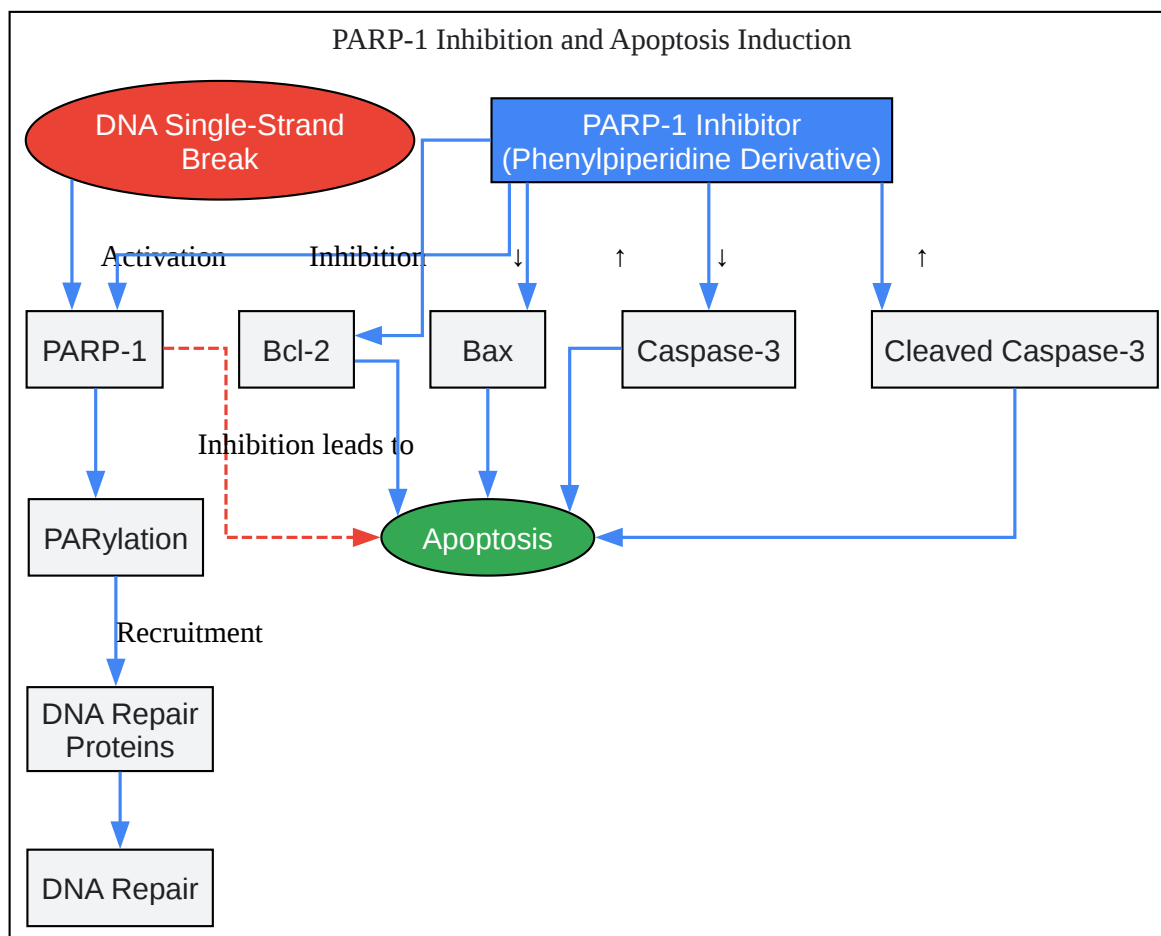 PARP-1 Inhibition and Apoptosis Induction
DNA Single-Strand
Break
PARP-1 Inhibitor
(Phenylpiperidine Derivative)
Activation
Inhibition
↓
↑
↓
↑
PARP-1
Bcl-2
Bax
Caspase-3
Cleaved Caspase-3
Inhibition leads to
PARylation
Apoptosis
Recruitment
DNA Repair
Proteins
DNA Repair